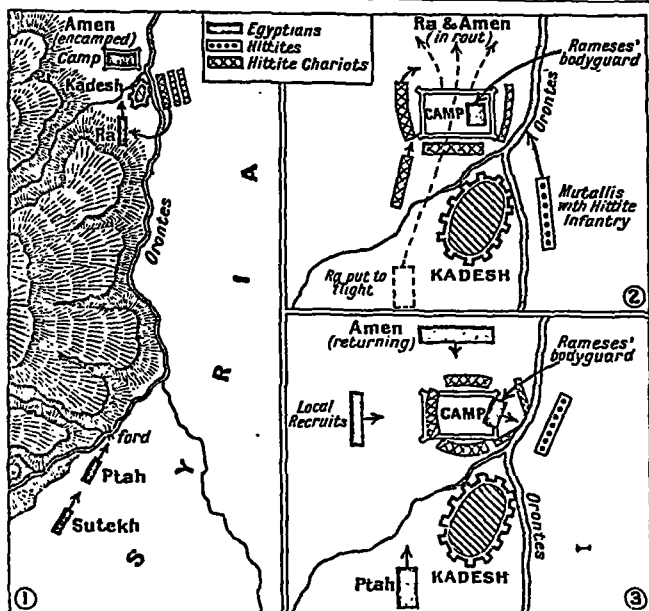 Amen
(encamped)
Camp
Kadesh
Ra
Egyptians
Hittites
Hittite Chariots
Orontes
SYRIA
ford
Ptah
Sutekh
①
Ra & Amen
(in rout)
Rameses'
bodyguard
CAMP
Orontes
Mutallis
with Hittite
Infantry
KADESH
Ra put to
flight
②
Amen
(returning)
Rameses'
bodyguard
Local
Recruits
CAMP
Orontes
KADESH
Ptah
③